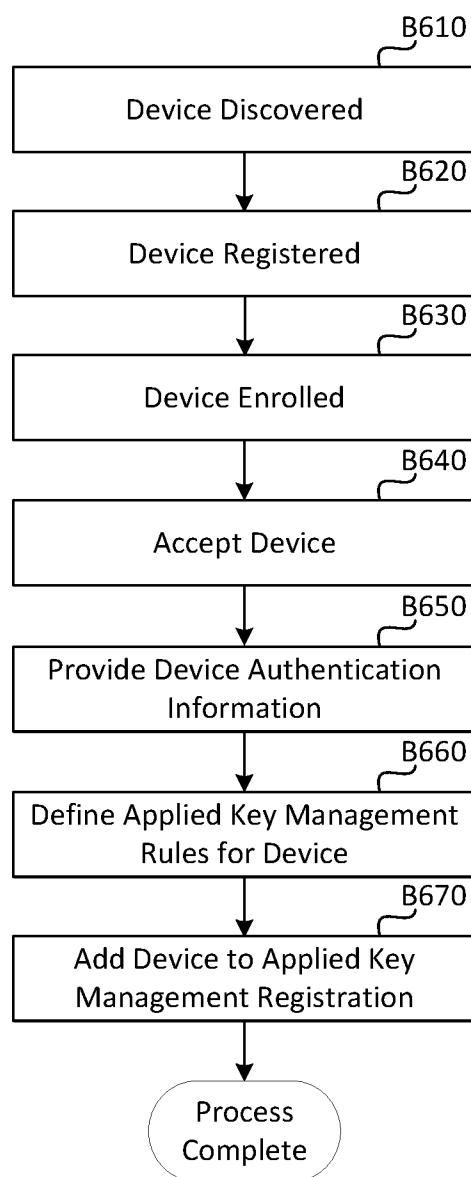 B610
Device Discovered
B620
Device Registered
B630
Device Enrolled
B640
Accept Device
B650
Provide Device Authentication
Information
B660
Define Applied Key Management
Rules for Device
B670
Add Device to Applied Key
Management Registration
Process
Complete